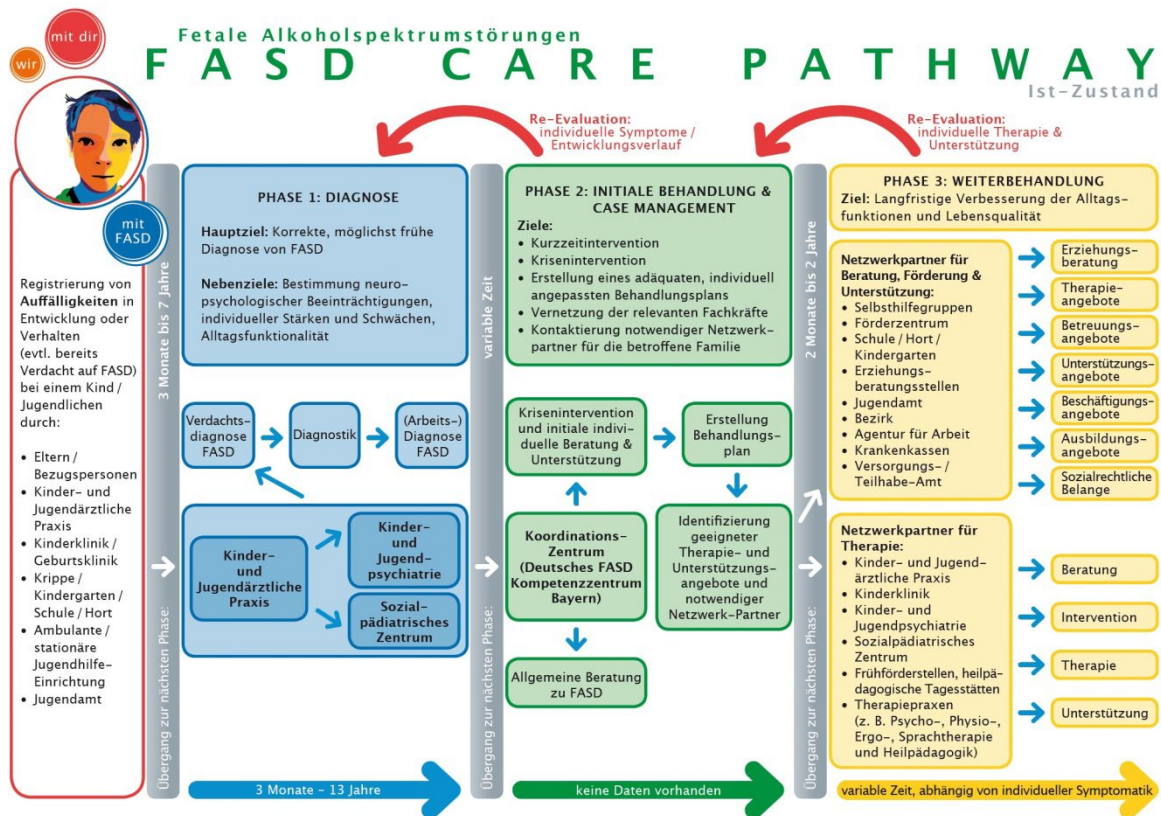 mit dir
wir
mit
FASD
Fetale Alkoholspektrumstörungen
FASD CARE PATHWAY
Ist-Zustand
Re-Evaluation:
individuelle Symptome /
Entwicklungsverlauf
Re-Evaluation:
individuelle Therapie &
Unterstützung
Registrierung von
Auffälligkeiten in
Entwicklung oder
Verhalten
(evtl. bereits
Verdacht auf FASD)
bei einem Kind /
Jugendlichen
durch:
• Eltern /
Bezugspersonen
• Kinder- und
Jugendärztliche
Praxis
• Kinderklinik /
Geburtsklinik
• Krippe /
Kindergarten /
Schule / Hort
• Ambulante /
stationäre
Jugendhilfe-
Einrichtung
• Jugendamt
Übergang zur nächsten Phase: 3 Monate bis 7 Jahre
PHASE 1: DIAGNOSE
Hauptziel: Korrekte, möglichst frühe
Diagnose von FASD
Nebenziele: Bestimmung neuro-
psychologischer Beeinträchtigungen,
individueller Stärken und Schwächen,
Alltagsfunktionalität
Verdachts-
diagnose
FASD
Diagnostik
(Arbeits-)
Diagnose
FASD
Kinder-
und
Jugendärztliche
Praxis
Kinder-
und
Jugend-
psychiatrie
Sozial-
pädiatrisches
Zentrum
3 Monate – 13 Jahre
Übergang zur nächsten Phase: variable Zeit
PHASE 2: INITIALE BEHANDLUNG &
CASE MANAGEMENT
Ziele:
• Kurzzeitintervention
• Krisenintervention
• Erstellung eines adäquaten, individuell
angepassten Behandlungsplans
• Vernetzung der relevanten Fachkräfte
• Kontaktierung notwendiger Netzwerk-
partner für die betroffene Familie
Krisenintervention
und initiale indivi-
duelle Beratung &
Unterstützung
Erstellung
Behandlungs-
plan
Koordinations-
Zentrum
(Deutsches FASD
Kompetenzzentrum
Bayern)
Identifizierung
geeigneter
Therapie- und
Unterstützungs-
angebote und
notwendiger
Netzwerk-Partner
Allgemeine Beratung
zu FASD
keine Daten vorhanden
Übergang zur nächsten Phase: 2 Monate bis 2 Jahre
PHASE 3: WEITERBEHANDLUNG
Ziel: Langfristige Verbesserung der Alltags-
funktionen und Lebensqualität
Netzwerkpartner für
Beratung, Förderung &
Unterstützung:
• Selbsthilfegruppen
• Förderzentrum
• Schule / Hort /
Kindergarten
• Erziehungs-
beratungsstellen
• Jugendamt
• Bezirk
• Agentur für Arbeit
• Krankenkassen
• Versorgungs- /
Teilhabe-Amt
Erziehungs-
beratung
Therapie-
angebote
Betreuungs-
angebote
Unterstützungs-
angebote
Beschäftigungs-
angebote
Ausbildungs-
angebote
Sozialrechtliche
Belange
Netzwerkpartner für
Therapie:
• Kinder- und Jugend-
ärztliche Praxis
• Kinderklinik
• Kinder- und
Jugendpsychiatrie
• Sozialpädiatrisches
Zentrum
• Frühförderstellen, heilpä-
dagogische Tagesstätten
• Therapiepraxen
(z. B. Psycho-, Physio-,
Ergo-, Sprachtherapie
und Heilpädagogik)
Beratung
Intervention
Therapie
Unterstützung
variable Zeit, abhängig von individueller Symptomatik